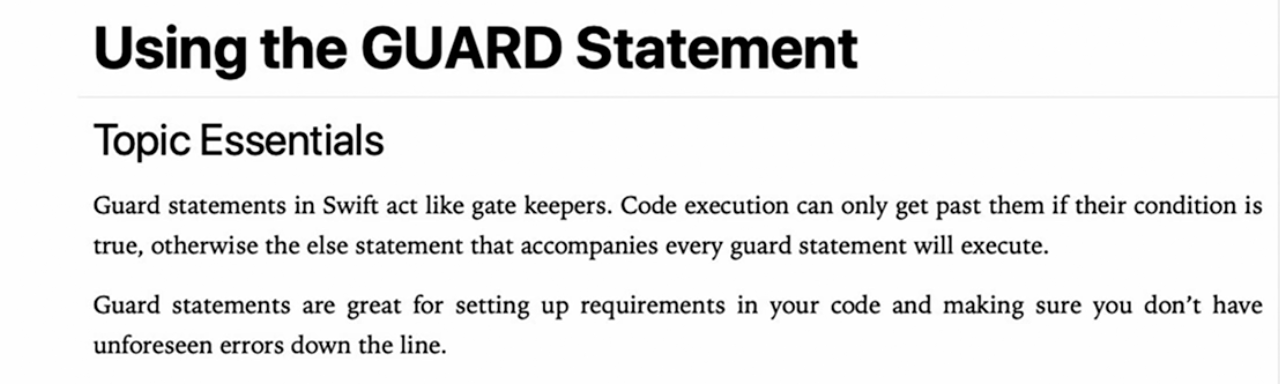 Using the GUARD Statement
Topic Essentials
Guard statements in Swift act like gate keepers. Code execution can only get past them if their condition is
true, otherwise the else statement that accompanies every guard statement will execute.
Guard statements are great for setting up requirements in your code and making sure you don’t have
unforeseen errors down the line.